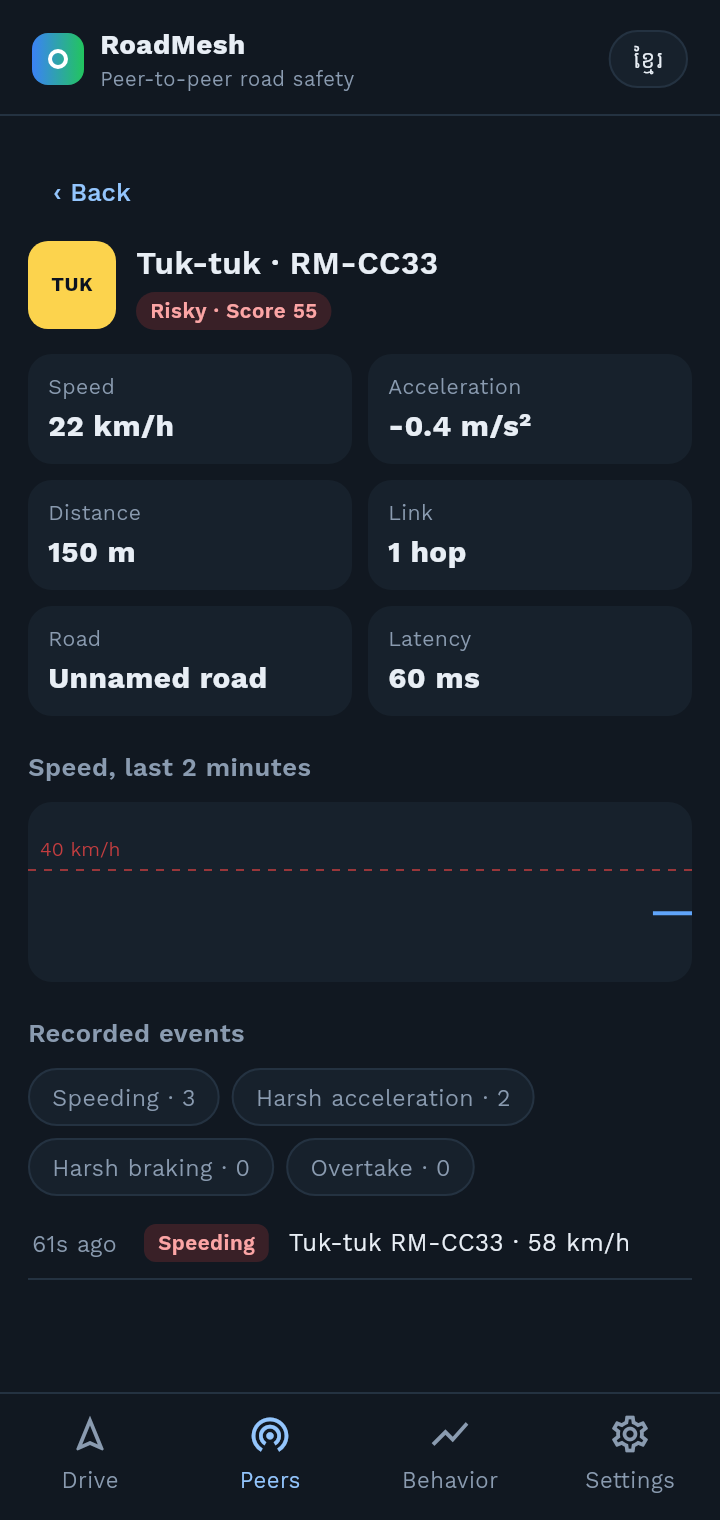 RoadMesh
Peer-to-peer road safety
ខ្មែរ
‹ Back
TUK
Tuk-tuk · RM-CC33
Risky · Score 55
Speed
22 km/h
Acceleration
-0.4 m/s²
Distance
150 m
Link
1 hop
Road
Unnamed road
Latency
60 ms
Speed, last 2 minutes
40 km/h
Recorded events
Speeding · 3
Harsh acceleration · 2
Harsh braking · 0
Overtake · 0
61s ago Speeding Tuk-tuk RM-CC33 · 58 km/h
Drive
Peers
Behavior
Settings